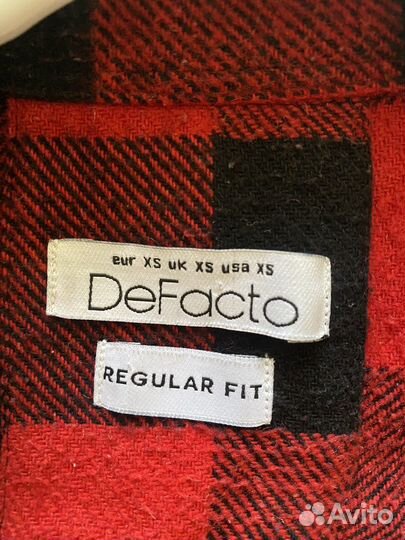 eur XS uk XS usa XS
DeFacto
REGULAR FIT
Avito